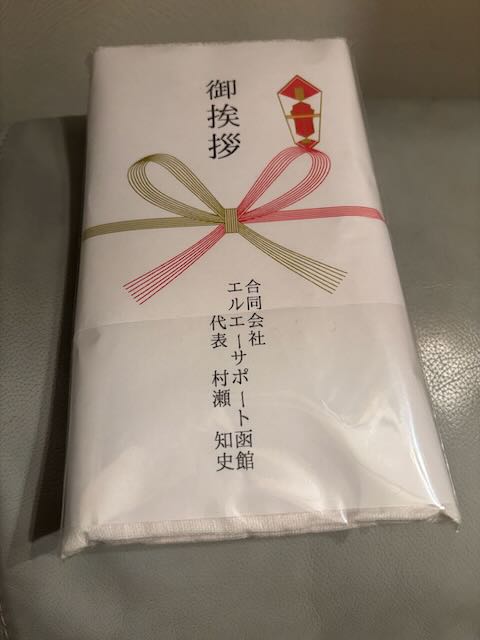 御挨拶
合同会社
エルエーサポート函館
代表 村瀬 知史